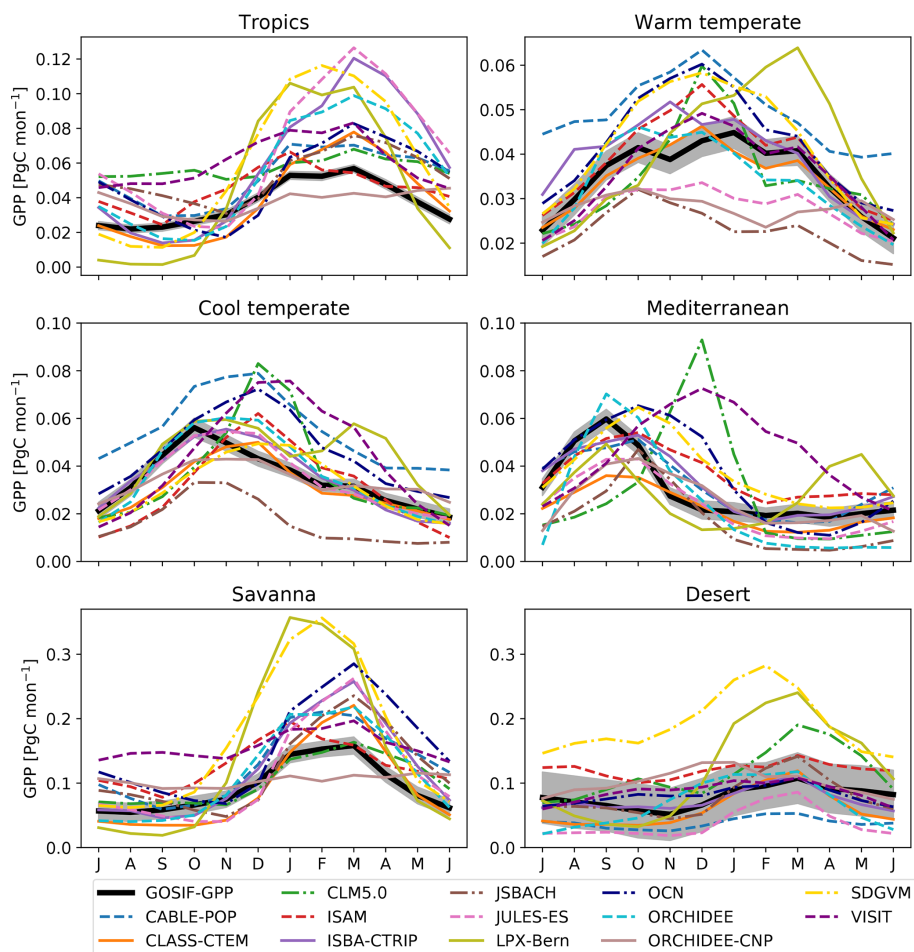 Tropics
Warm temperate
GPP [PgC mon⁻¹]
0.12
0.10
0.08
0.06
0.04
0.02
0.00
0.06
0.05
0.04
0.03
0.02
Cool temperate
Mediterranean
GPP [PgC mon⁻¹]
0.10
0.08
0.06
0.04
0.02
0.00
0.10
0.08
0.06
0.04
0.02
0.00
Savanna
Desert
GPP [PgC mon⁻¹]
0.3
0.2
0.1
0.0
0.3
0.2
0.1
0.0
J A S O N D J F M A M J
J A S O N D J F M A M J
GOSIF-GPP CLM5.0 JSBACH OCN SDGVM
CABLE-POP ISAM JULES-ES ORCHIDEE VISIT
CLASS-CTEM ISBA-CTRIP LPX-Bern ORCHIDEE-CNP